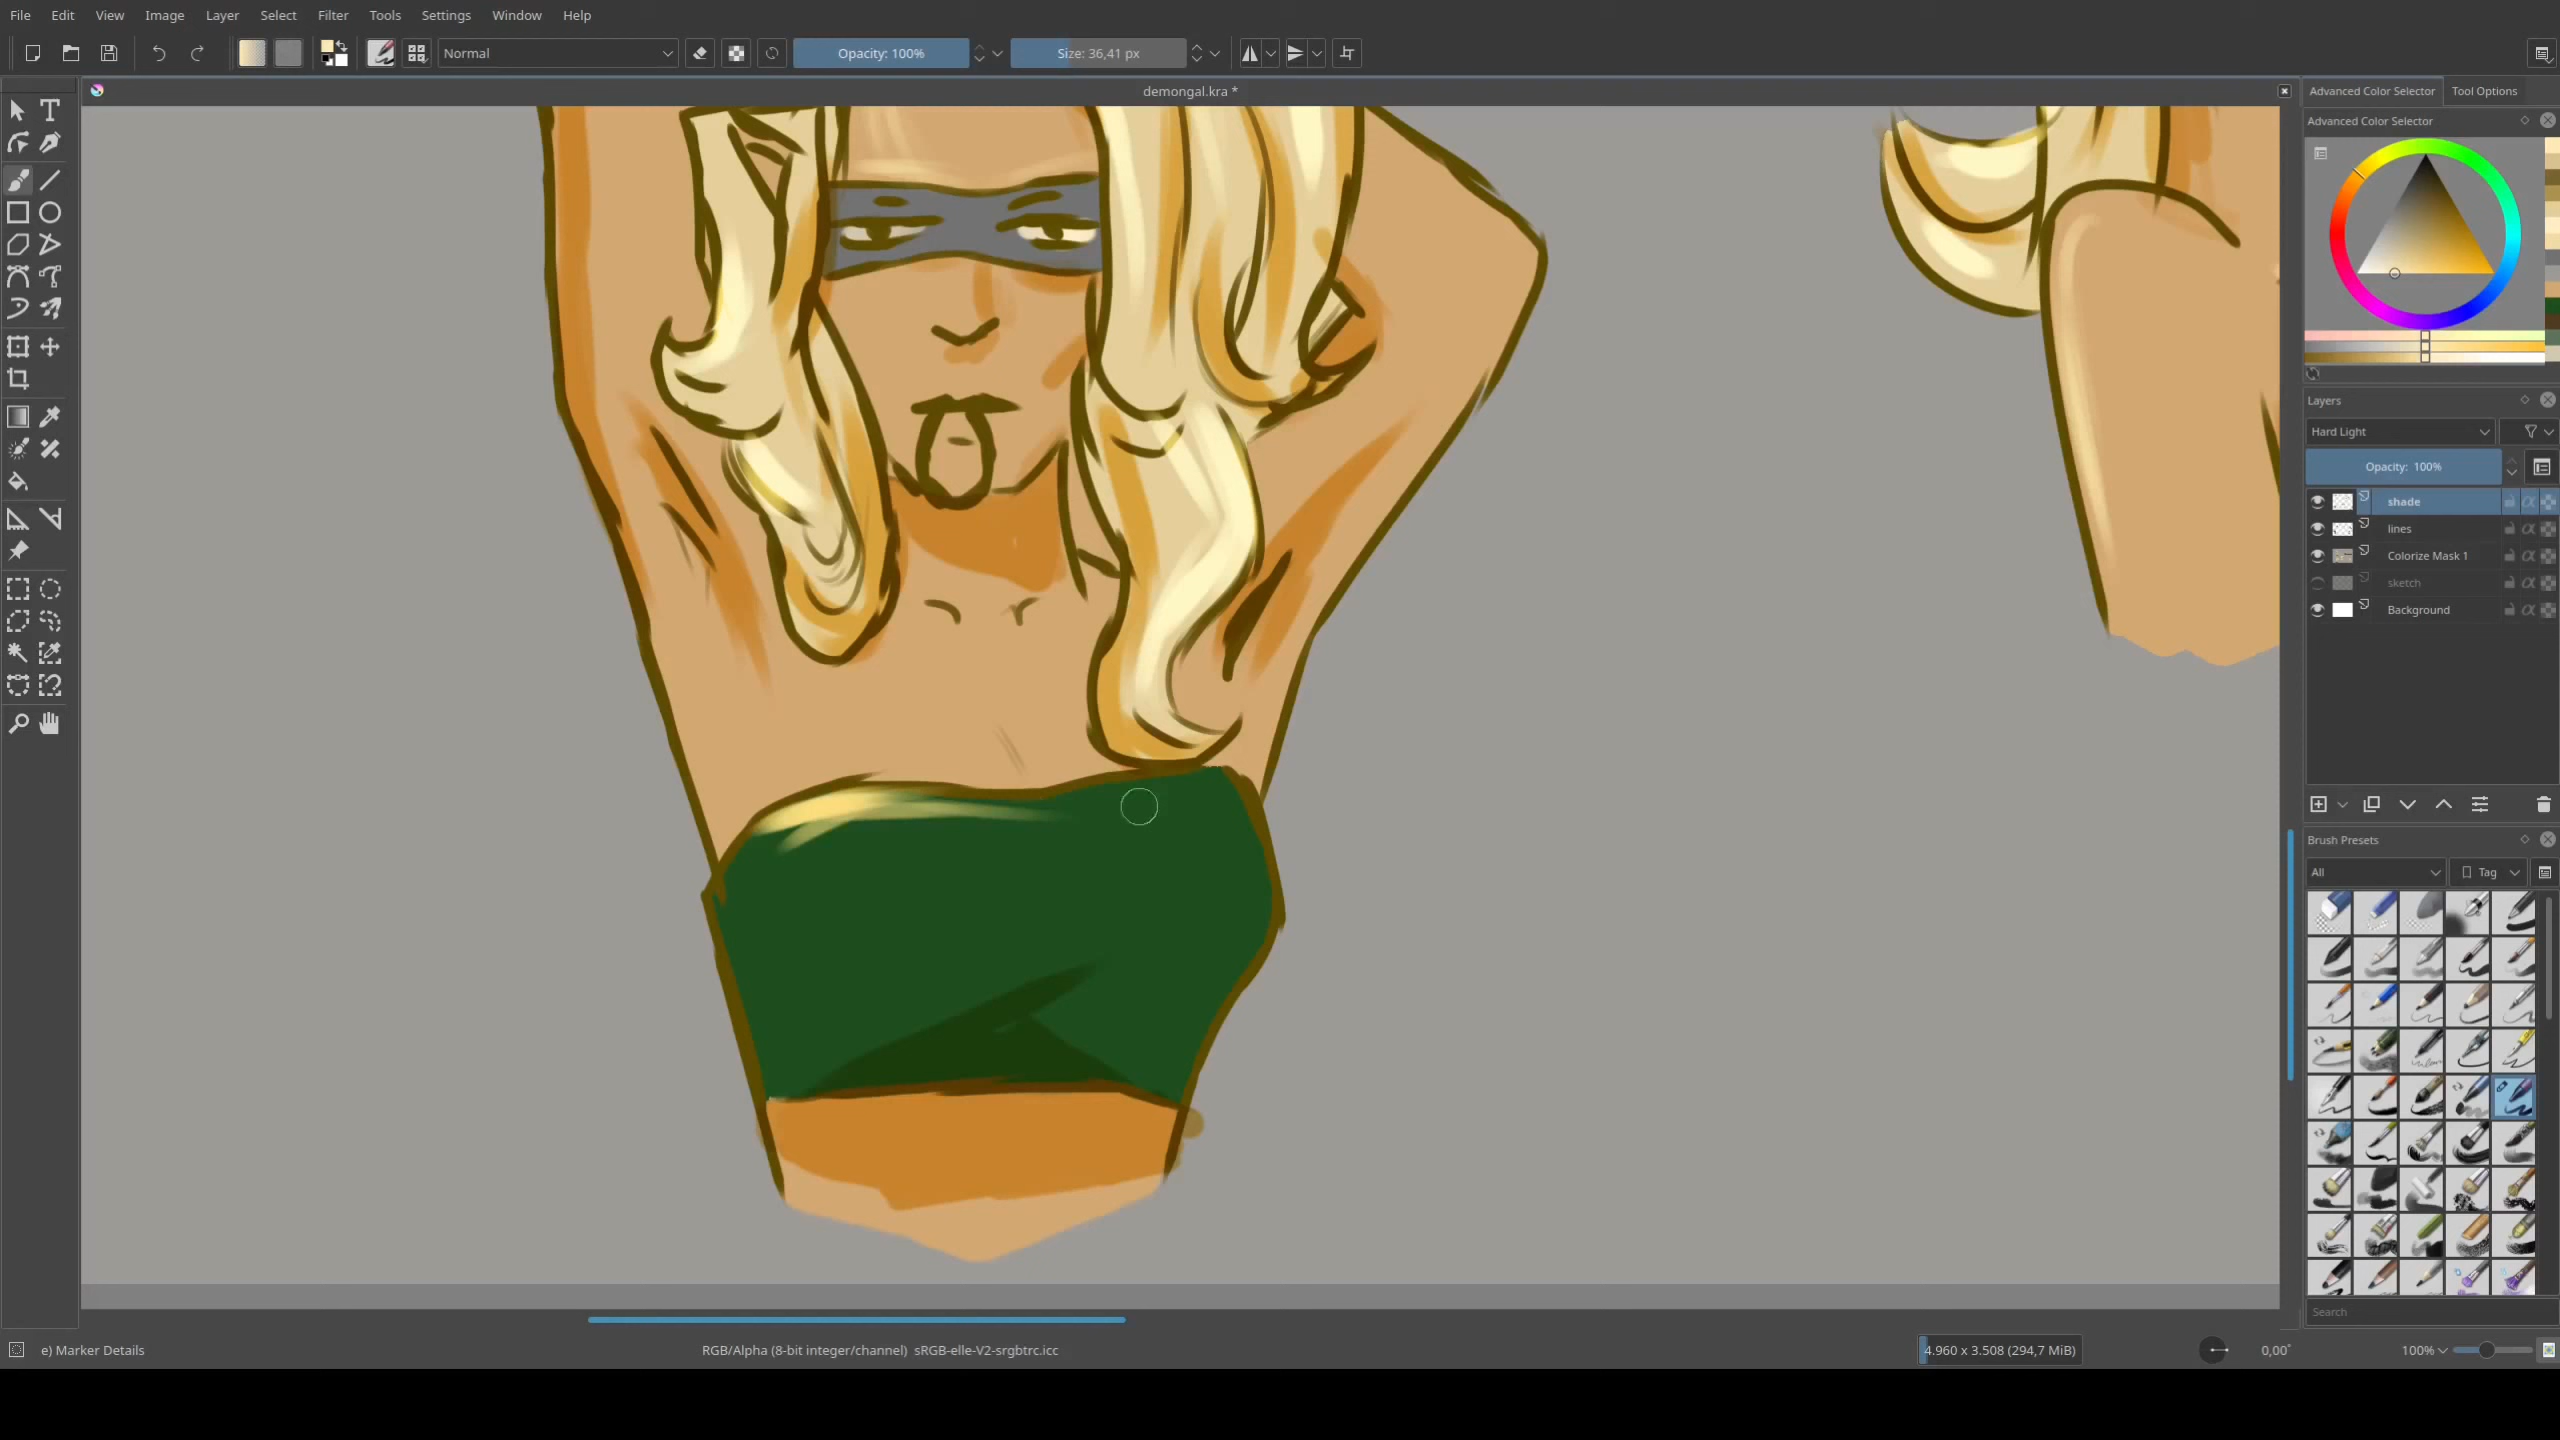 File Edit View Image Layer Select Filter Tools Settings Window Help
Normal Opacity: 100% Size: 36,41 px
demongal.kra *
Advanced Color Selector Tool Options
Advanced Color Selector
Layers
Hard Light
Opacity: 100%
shade
lines
Colorize Mask 1
sketch
Background
Brush Presets
All Tag
Search
e) Marker Details RGB/Alpha (8-bit integer/channel) sRGB-elle-V2-srgbtrc.icc 4.960 x 3.508 (294,7 MiB) 0,00° 100%